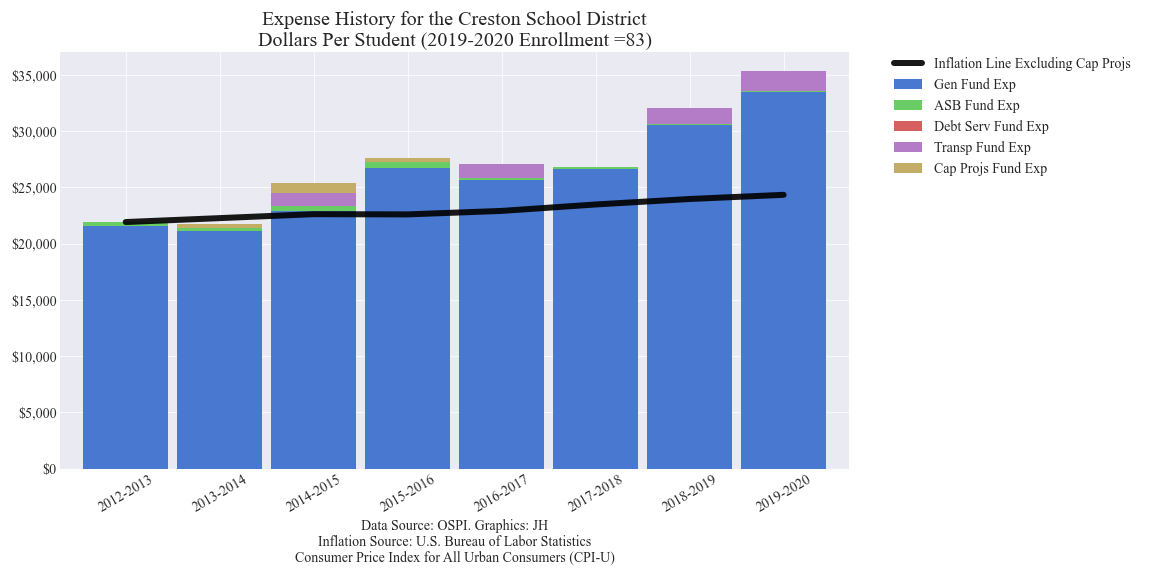 Expense History for the Creston School District
Dollars Per Student (2019-2020 Enrollment =83)
$35,000
$30,000
$25,000
$20,000
$15,000
$10,000
$5,000
$0
2012-2013
2013-2014
2014-2015
2015-2016
2016-2017
2017-2018
2018-2019
2019-2020
Data Source: OSPI. Graphics: JH
Inflation Source: U.S. Bureau of Labor Statistics
Consumer Price Index for All Urban Consumers (CPI-U)
Inflation Line Excluding Cap Projs
Gen Fund Exp
ASB Fund Exp
Debt Serv Fund Exp
Transp Fund Exp
Cap Projs Fund Exp